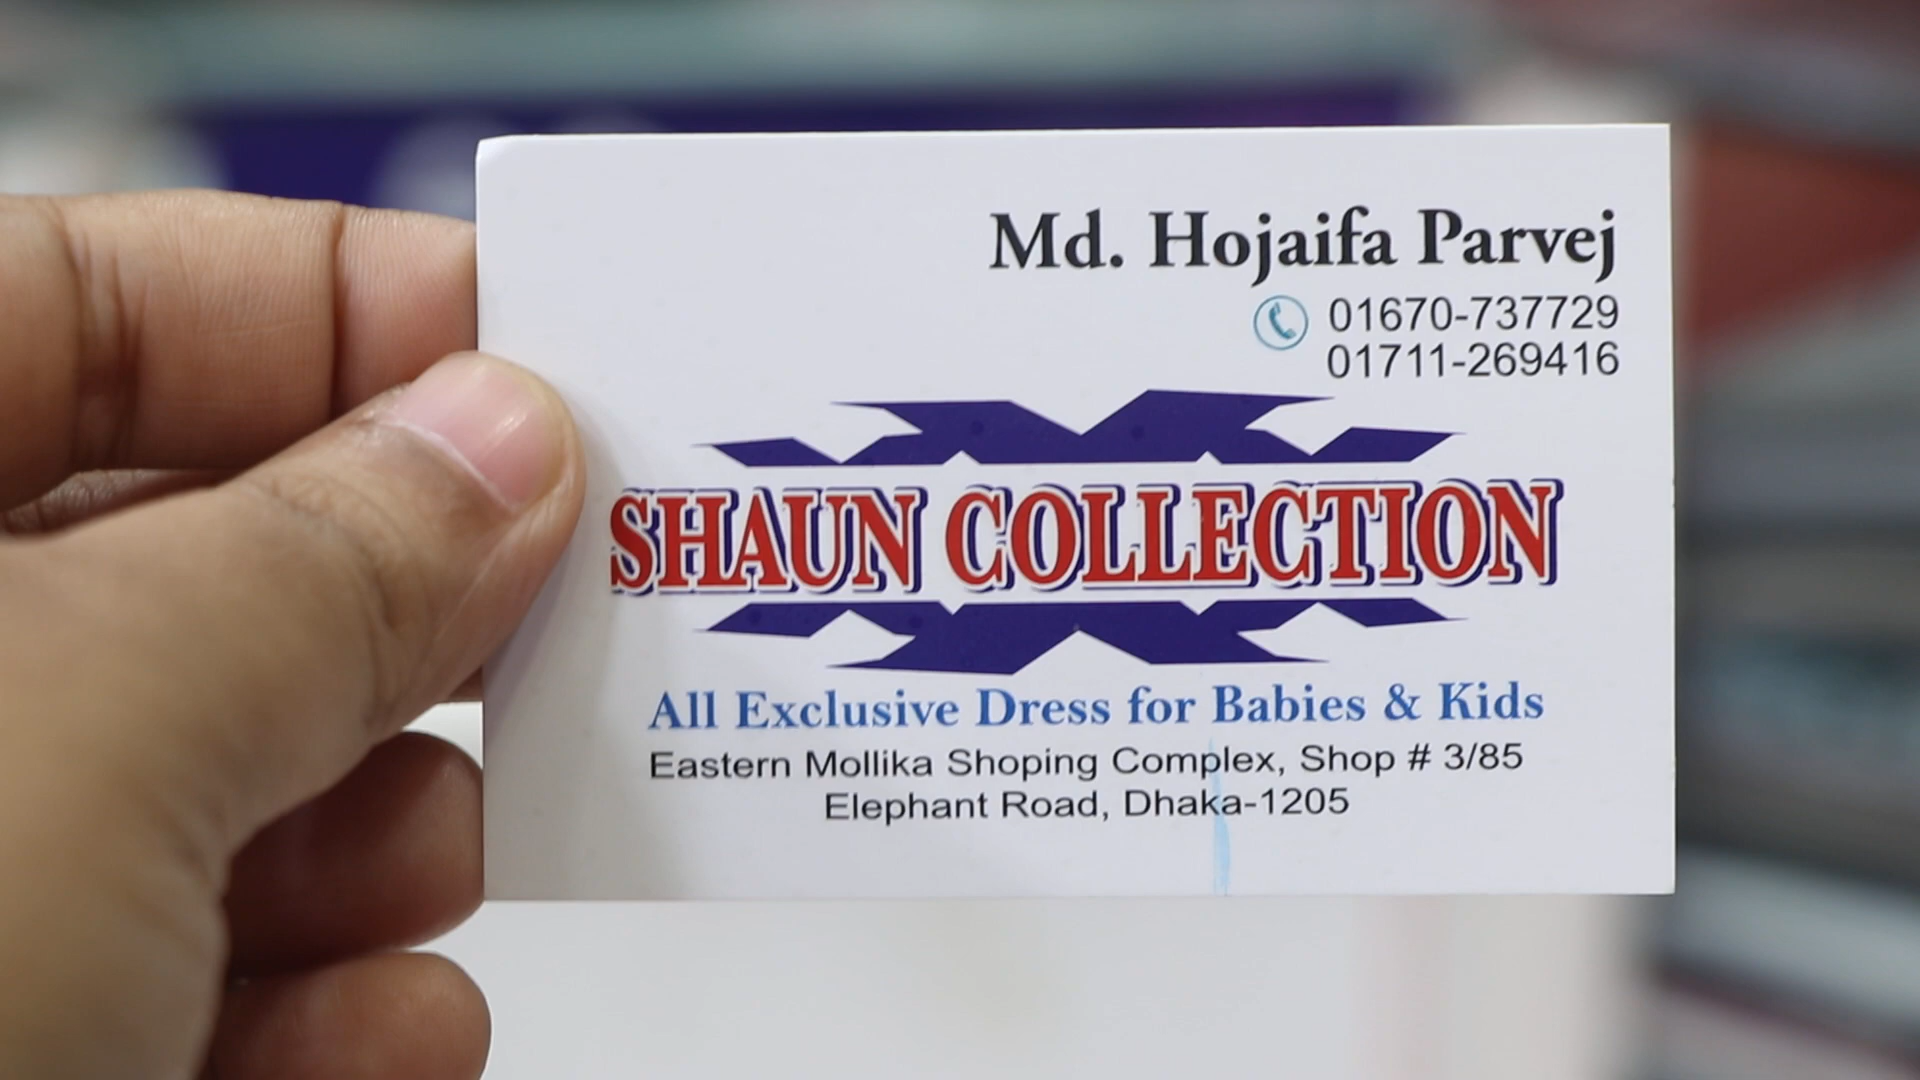 Md. Hojaifa Parvej
01670-737729
01711-269416
SHAUN COLLECTION
All Exclusive Dress for Babies & Kids
Eastern Mollika Shoping Complex, Shop # 3/85
Elephant Road, Dhaka-1205